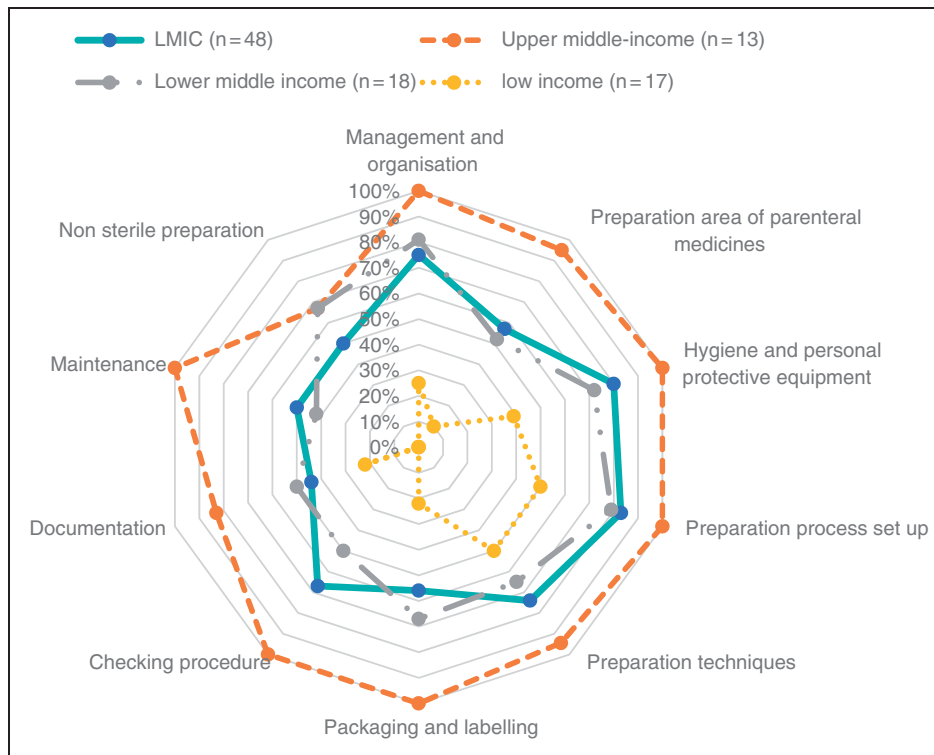 LMIC (n=48)
Upper middle-income (n=13)
Lower middle income (n=18)
low income (n=17)
Management and
organisation
100%
90%
80%
70%
60%
50%
40%
30%
20%
10%
0%
Preparation area of parenteral
medicines
Hygiene and personal
protective equipment
Preparation process set up
Preparation techniques
Packaging and labelling
Checking procedure
Documentation
Maintenance
Non sterile preparation